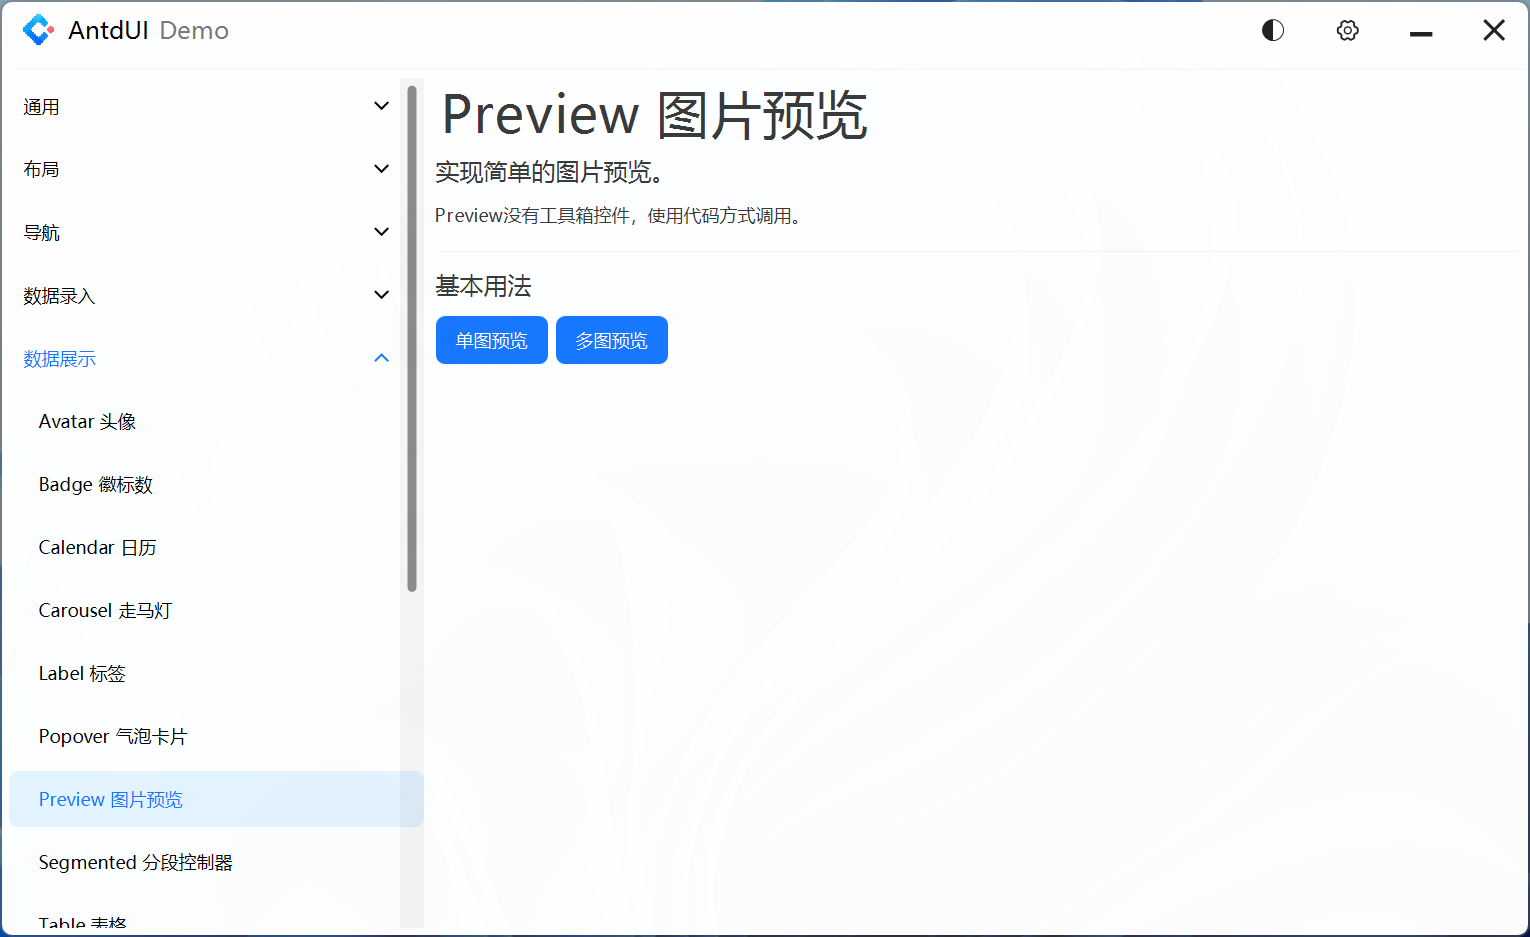 AntdUI Demo
通用
布局
导航
数据录入
数据展示
Avatar 头像
Badge 徽标数
Calendar 日历
Carousel 走马灯
Label 标签
Popover 气泡卡片
Preview 图片预览
Segmented 分段控制器
Table 表格
Preview 图片预览
实现简单的图片预览。
Preview没有工具箱控件，使用代码方式调用。
基本用法
单图预览 多图预览